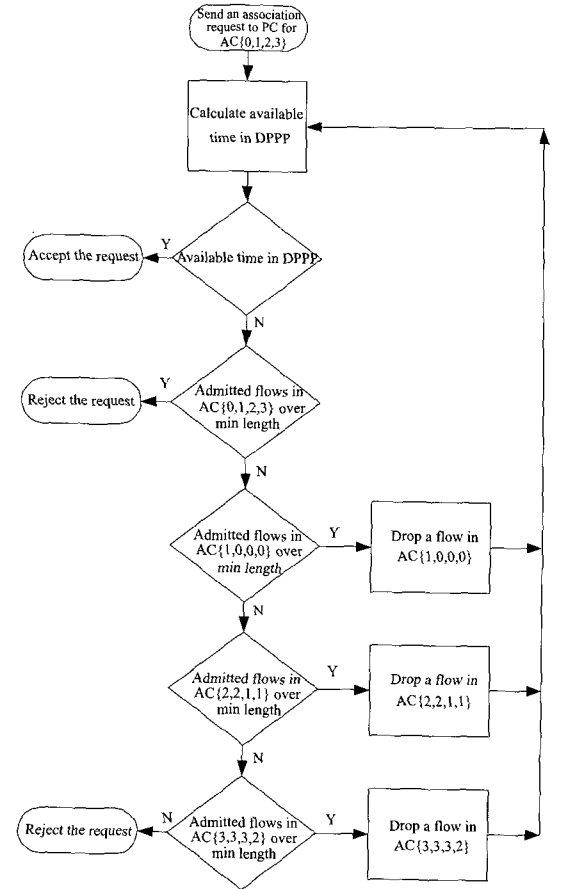 Send an association
request to PC for
AC{0,1,2,3}
Calculate available
time in DPPP
Accept the request
Y
Available time in DPPP
N
Reject the request
Y
Admitted flows in
AC{0,1,2,3} over
min length
N
Admitted flows in
AC{1,0,0,0} over
min length
Y
Drop a flow in
AC{1,0,0,0}
N
Admitted flows in
AC{2,2,1,1} over
min length
Y
Drop a flow in
AC{2,2,1,1}
N
Reject the request
N
Admitted flows in
AC{3,3,3,2} over
min length
Y
Drop a flow in
AC{3,3,3,2}